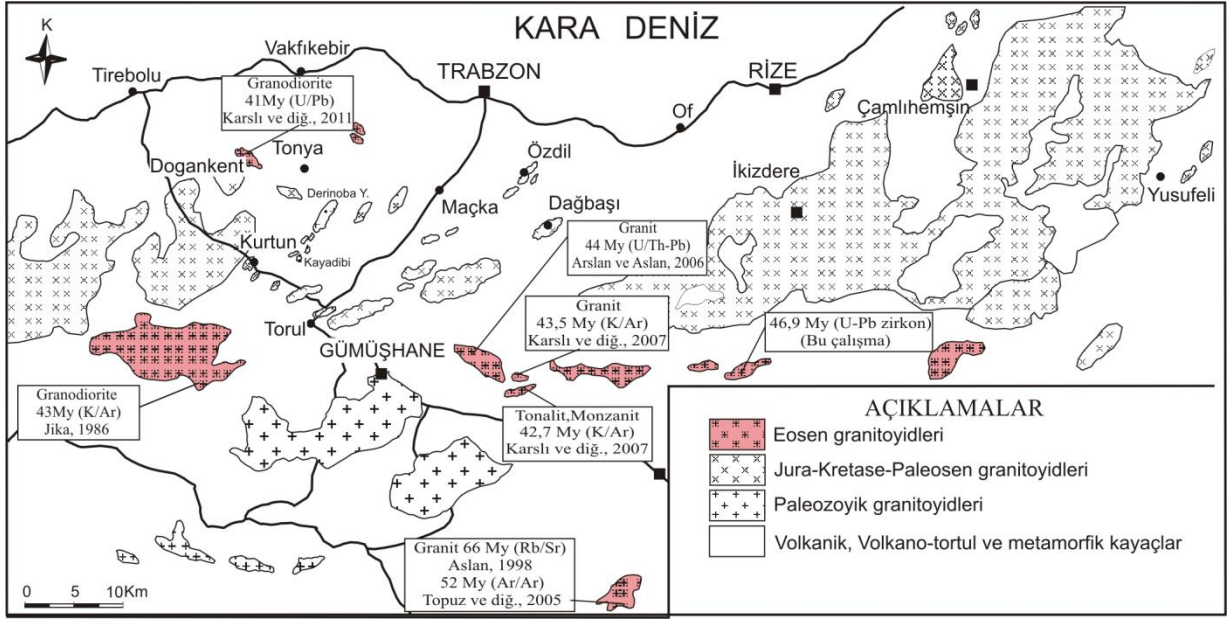 KARA DENİZ
K
Vakfıkebir
Tirebolu
TRABZON
RİZE
Granodiorite
41My (U/Pb)
Karslı ve diğ., 2011
Of
Çamlıhemşin
Tonya
Dogankent
Özdil
İkizdere
Yusufeli
Derinoba Y.
Maçka
Dağbaşı
Kurtun
Kayadibi
Granit
44 My (U/Th-Pb)
Arslan ve Aslan, 2006
Torul
Granit
43,5 My (K/Ar)
Karslı ve diğ., 2007
46,9 My (U-Pb zirkon)
(Bu çalışma)
GÜMÜŞHANE
Granodiorite
43My (K/Ar)
Jika, 1986
Tonalit,Monzanit
42,7 My (K/Ar)
Karslı ve diğ., 2007
AÇIKLAMALAR
Eosen granitoyidleri
Jura-Kretase-Paleosen granitoyidleri
Paleozoyik granitoyidleri
Volkanik, Volkano-tortul ve metamorfik kayaçlar
Granit 66 My (Rb/Sr)
Aslan, 1998
52 My (Ar/Ar)
Topuz ve diğ., 2005
0 5 10Km